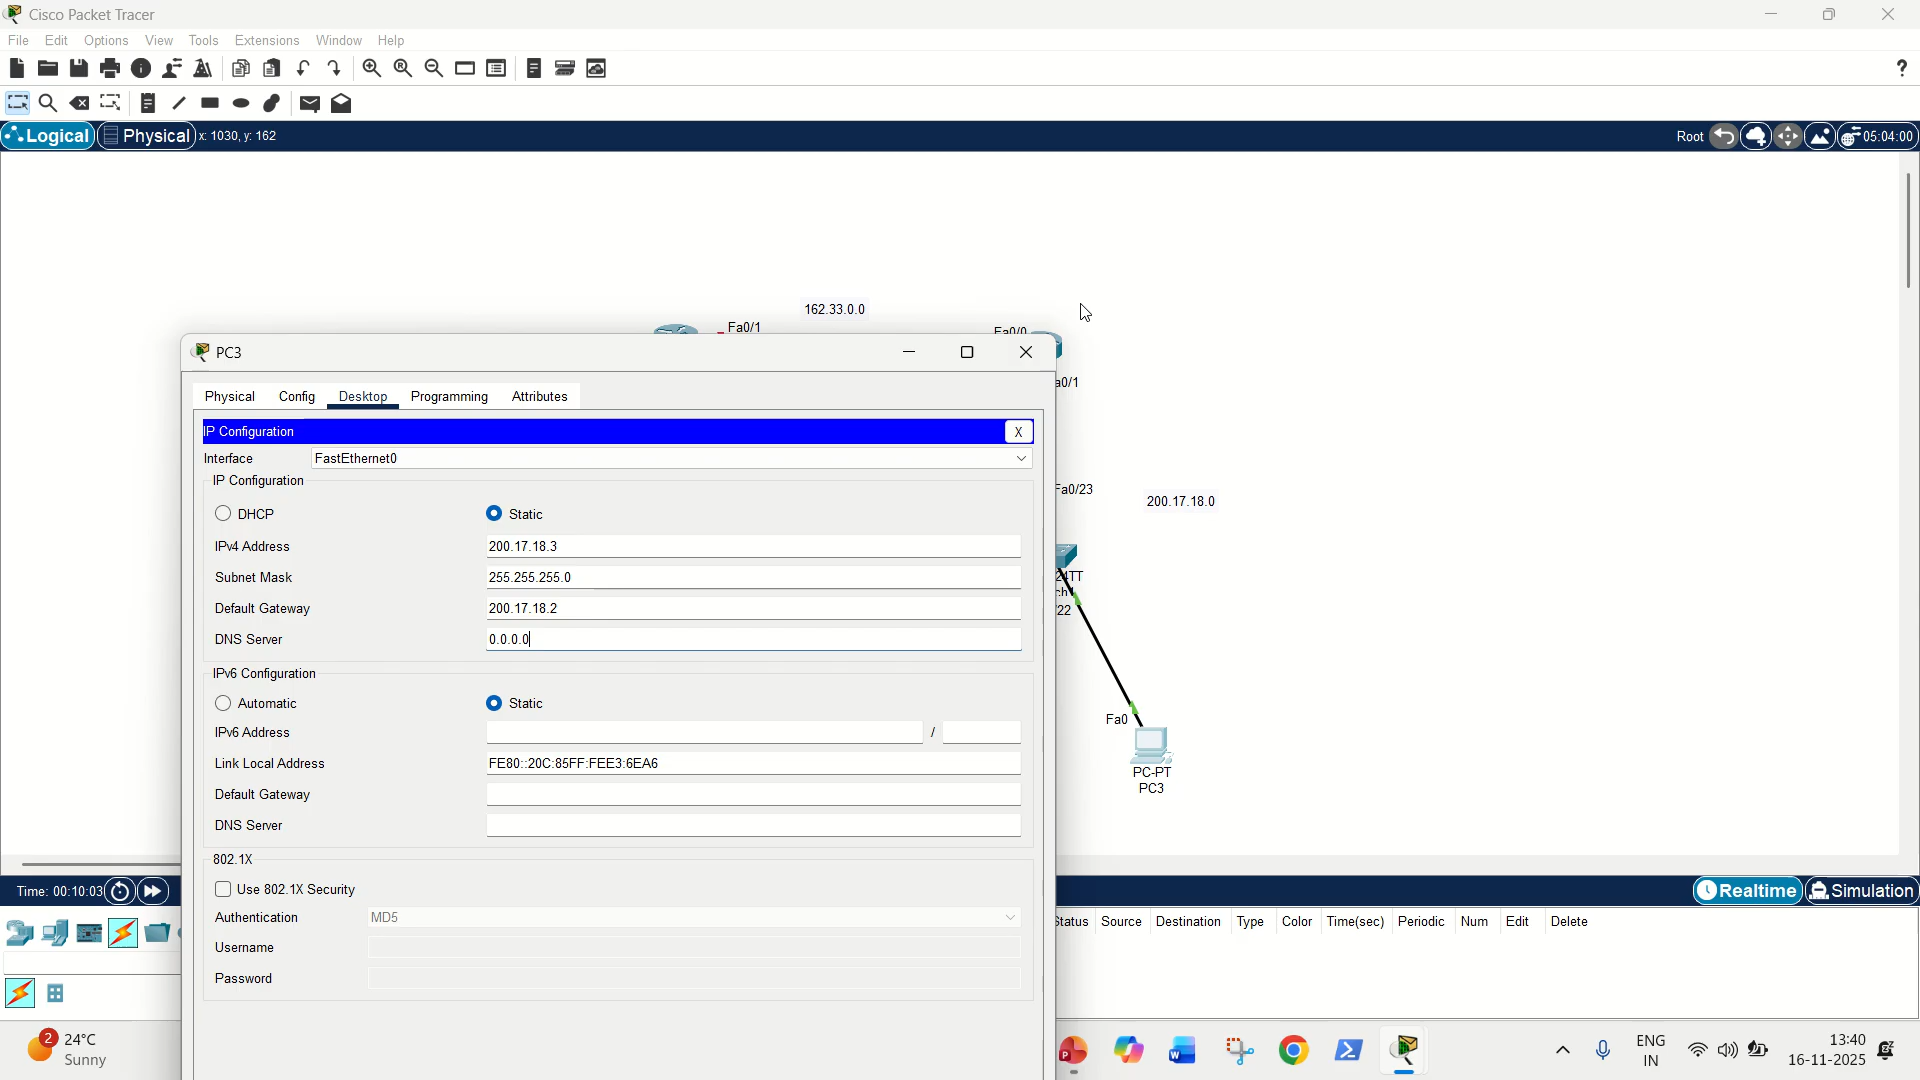 Cisco Packet Tracer
File Edit Options View Tools Extensions Window Help
?
Logical Physical x: 1030, y: 162 Root 05:04:00
162.33.0.0
Fa0/1
Fa0/0
PC3
a0/1
Physical Config Desktop Programming Attributes
IP Configuration X
Interface FastEthernet0
IP Configuration
Fa0/23
200.17.18.0
DHCP Static
IPv4 Address 200.17.18.3
Subnet Mask 255.255.255.0
24TT
Default Gateway 200.17.18.2
22
DNS Server 0.0.0.0
IPv6 Configuration
Automatic Static
Fa0
IPv6 Address /
Link Local Address FE80::20C:85FF:FEE3:6EA6
PC-PT
PC3
Default Gateway
DNS Server
802.1X
Use 802.1X Security
Time: 00:10:03 Realtime Simulation
Authentication MD5
Status Source Destination Type Color Time(sec) Periodic Num Edit Delete
Username
Password
2
24°C
Sunny
ENG
IN
13:40
16-11-2025